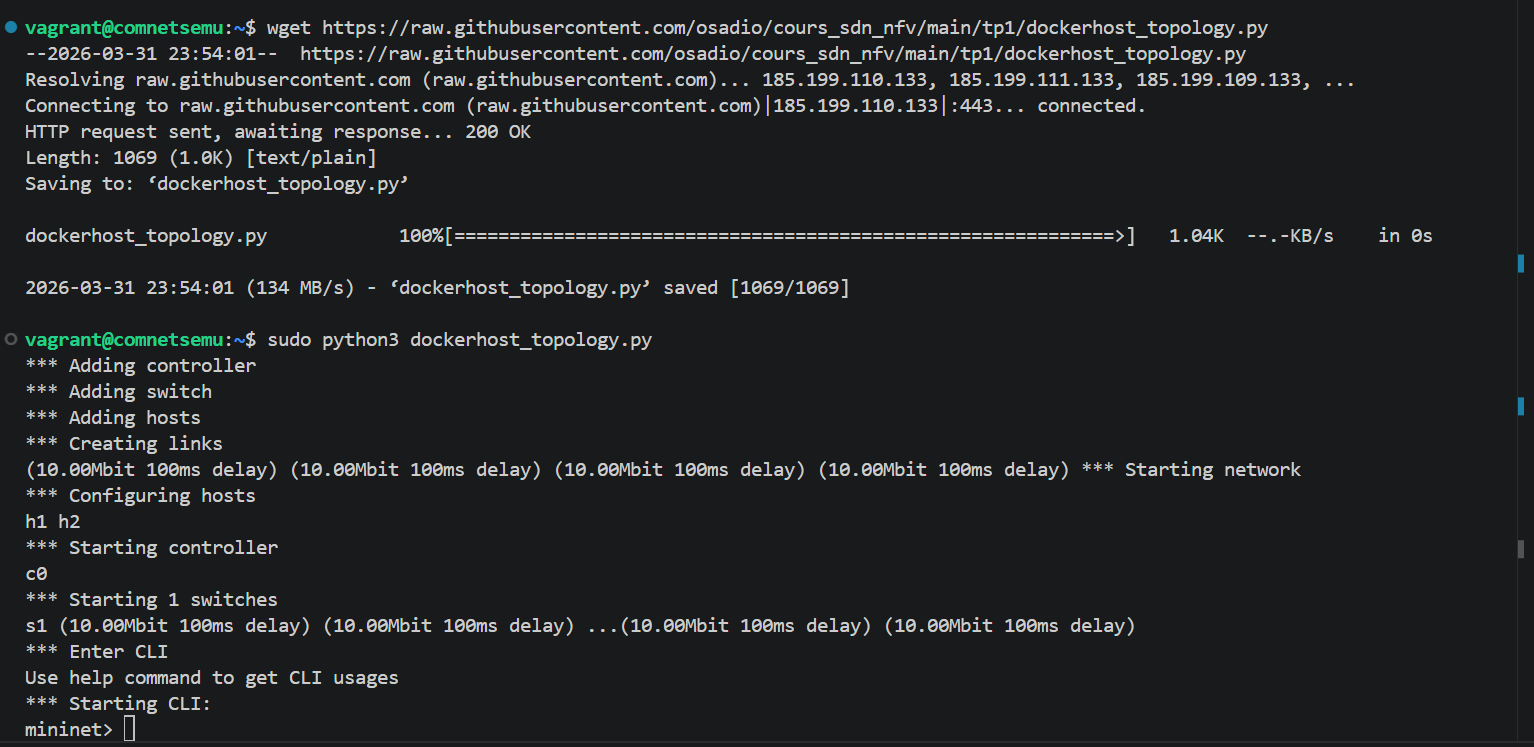 vagrant@comnetsemu:~$ wget https://raw.githubusercontent.com/osadio/cours_sdn_nfv/main/tp1/dockerhost_topology.py
--2026-03-31 23:54:01--  https://raw.githubusercontent.com/osadio/cours_sdn_nfv/main/tp1/dockerhost_topology.py
Resolving raw.githubusercontent.com (raw.githubusercontent.com)... 185.199.110.133, 185.199.111.133, 185.199.109.133, ...
Connecting to raw.githubusercontent.com (raw.githubusercontent.com)|185.199.110.133|:443... connected.
HTTP request sent, awaiting response... 200 OK
Length: 1069 (1.0K) [text/plain]
Saving to: ‘dockerhost_topology.py’
dockerhost_topology.py            100%[============================================================>]   1.04K  --.-KB/s    in 0s
2026-03-31 23:54:01 (134 MB/s) - ‘dockerhost_topology.py’ saved [1069/1069]
vagrant@comnetsemu:~$ sudo python3 dockerhost_topology.py
*** Adding controller
*** Adding switch
*** Adding hosts
*** Creating links
(10.00Mbit 100ms delay) (10.00Mbit 100ms delay) (10.00Mbit 100ms delay) (10.00Mbit 100ms delay) *** Starting network
*** Configuring hosts
h1 h2
*** Starting controller
c0
*** Starting 1 switches
s1 (10.00Mbit 100ms delay) (10.00Mbit 100ms delay) ...(10.00Mbit 100ms delay) (10.00Mbit 100ms delay)
*** Enter CLI
Use help command to get CLI usages
*** Starting CLI:
mininet>